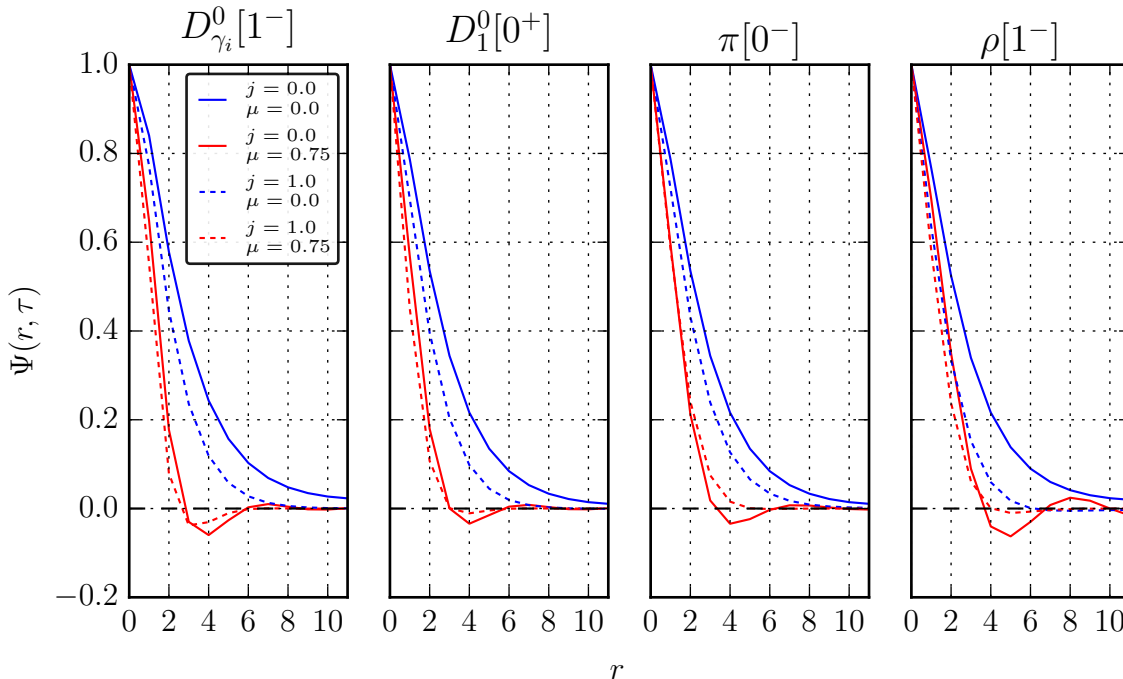 D⁰_{γᵢ}[1⁻] D⁰₁[0⁺] π[0⁻] ρ[1⁻]
1.0
0.8
0.6
0.4
0.2
0.0
−0.2
j = 0.0
μ = 0.0
j = 0.0
μ = 0.75
j = 1.0
μ = 0.0
j = 1.0
μ = 0.75
Ψ(r, τ)
0 2 4 6 8 10 0 2 4 6 8 10 0 2 4 6 8 10 0 2 4 6 8 10
r